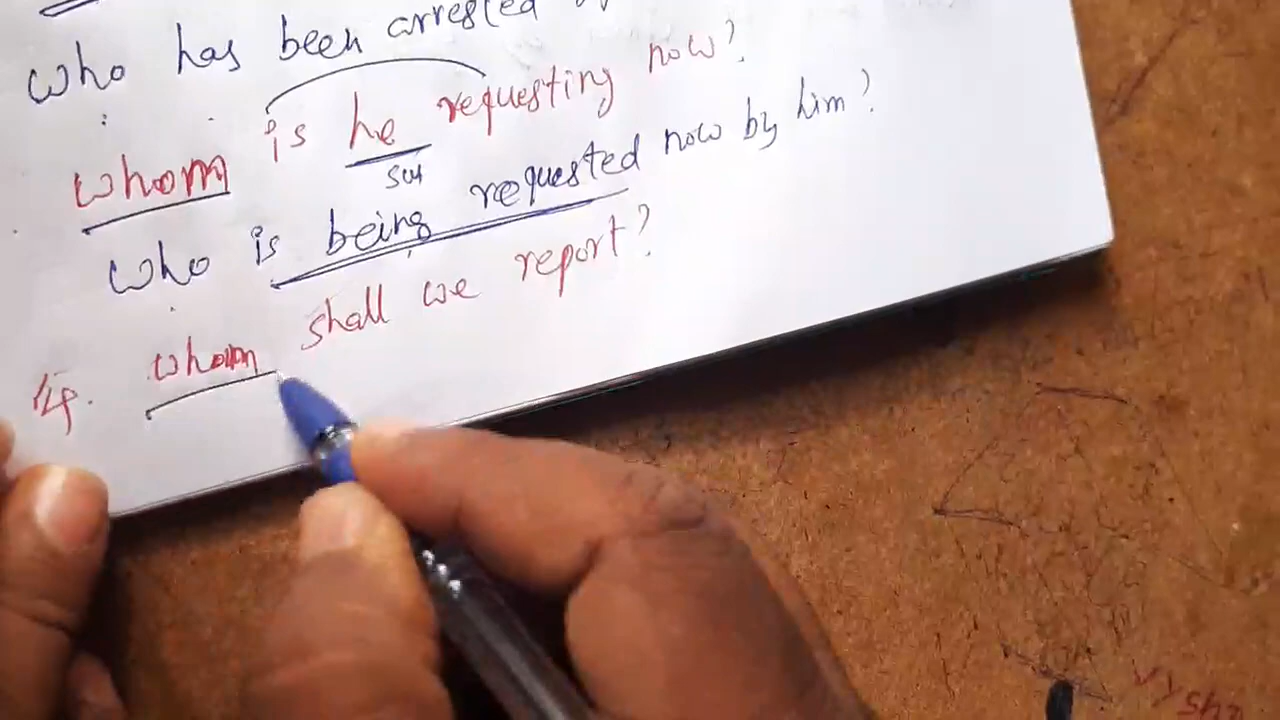 who has been arrested
whom is he requesting now?
sub
who is being requested now by him?
14. whom shall we report?